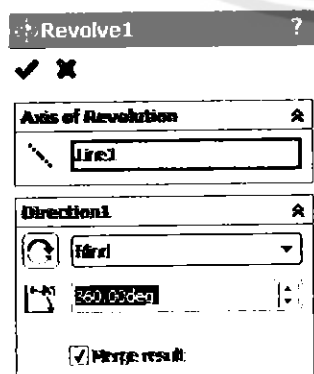 Revolve1 ?
Axis of Revolution
Line1
Direction1
Blind
360.00deg
Merge result